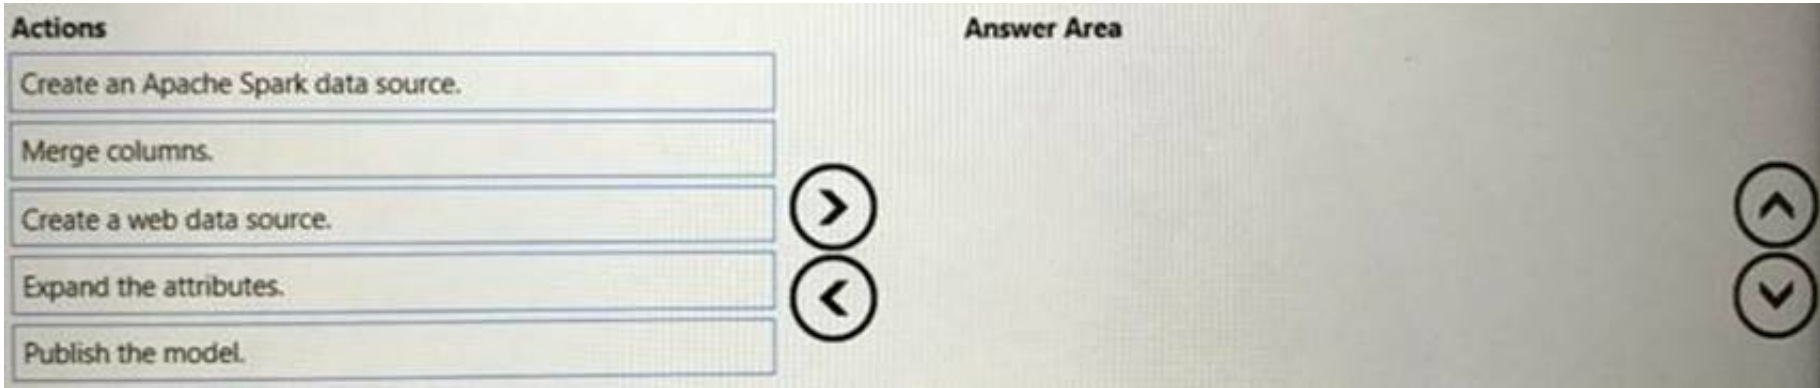 Actions
Answer Area
Create an Apache Spark data source.
Merge columns.
Create a web data source.
Expand the attributes.
Publish the model.